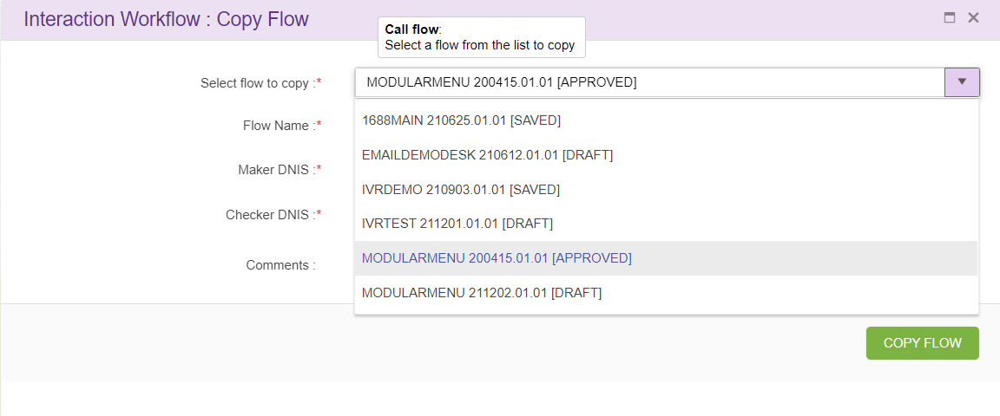 Interaction Workflow : Copy Flow
Call flow:
Select a flow from the list to copy
Select flow to copy :*
MODULARMENU 200415.01.01 [APPROVED]
1688MAIN 210625.01.01 [SAVED]
Flow Name :*
EMAILDEMODESK 210612.01.01 [DRAFT]
Maker DNIS :*
IVRDEMO 210903.01.01 [SAVED]
Checker DNIS :*
IVRTEST 211201.01.01 [DRAFT]
MODULARMENU 200415.01.01 [APPROVED]
Comments :
MODULARMENU 211202.01.01 [DRAFT]
COPY FLOW